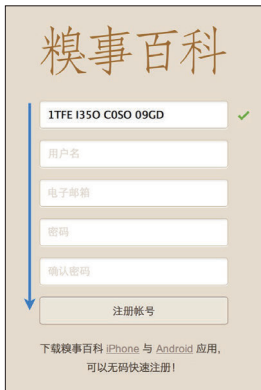 糗事百科
1TFE I35O C0SO 09GD
用户名
电子邮箱
密码
确认密码
注册帐号
下载糗事百科 iPhone 与 Android 应用,
可以无码快速注册!